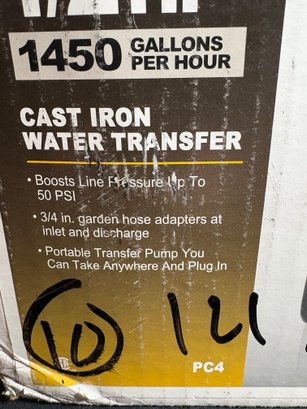 1450 GALLONS
PER HOUR
CAST IRON
WATER TRANSFER
• Boosts Line Pressure Up To
50 PSI
• 3/4 in. garden hose adapters at
inlet and discharge
• Portable Transfer Pump You
Can Take Anywhere And Plug In
10 121
PC4